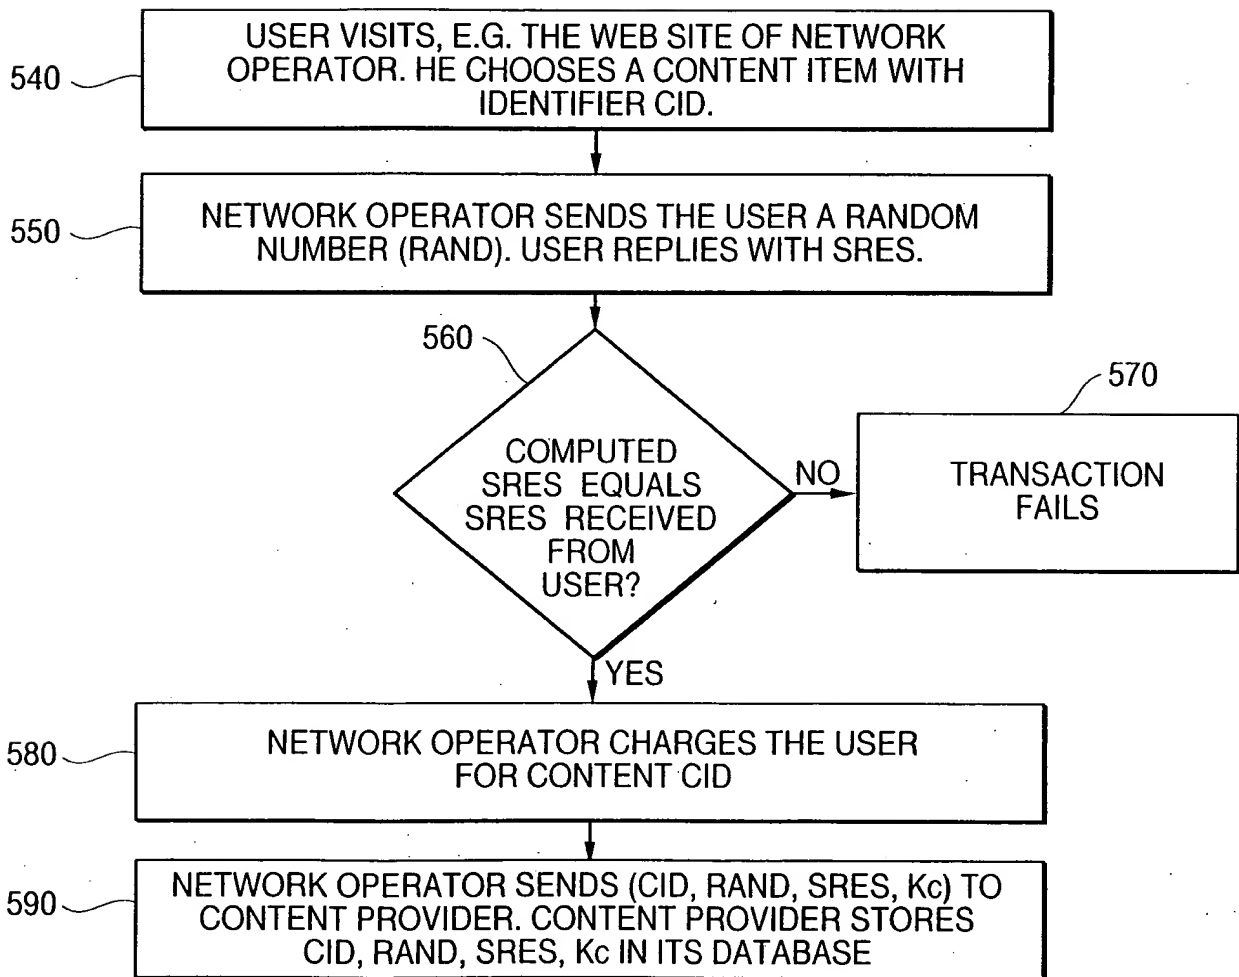 540
USER VISITS, E.G. THE WEB SITE OF NETWORK
OPERATOR. HE CHOOSES A CONTENT ITEM WITH
IDENTIFIER CID.
550
NETWORK OPERATOR SENDS THE USER A RANDOM
NUMBER (RAND). USER REPLIES WITH SRES.
560
COMPUTED
SRES EQUALS
SRES RECEIVED
FROM
USER?
NO
570
TRANSACTION
FAILS
YES
580
NETWORK OPERATOR CHARGES THE USER
FOR CONTENT CID
590
NETWORK OPERATOR SENDS (CID, RAND, SRES, Kc) TO
CONTENT PROVIDER. CONTENT PROVIDER STORES
CID, RAND, SRES, Kc IN ITS DATABASE